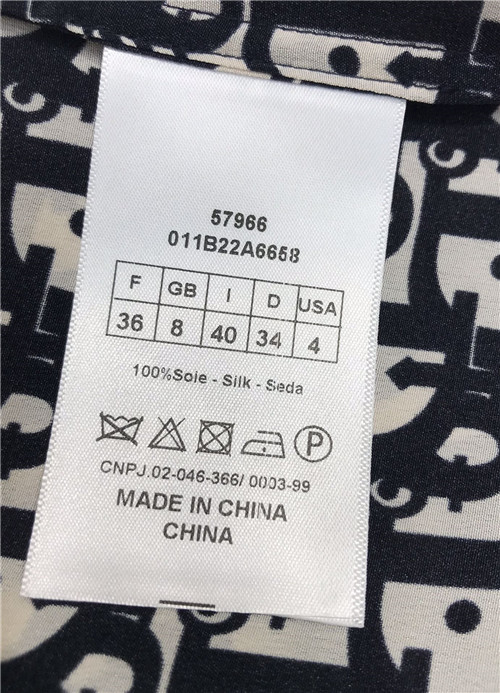 57966
011B22A6658
F GB I D USA
36 8 40 34 4
100%Soie - Silk - Seda
P
CNPJ.02-046-366/ 0003-99
MADE IN CHINA
CHINA